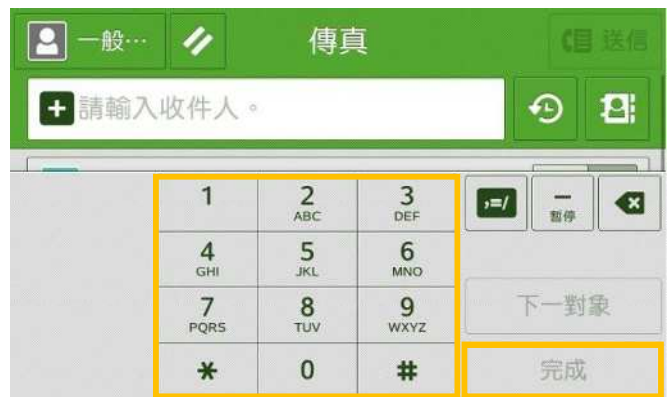 一般… 傳真 送信
請輸入收件人。
1 2 ABC 3 DEF ,=/ 暫停
4 GHI 5 JKL 6 MNO
7 PQRS 8 TUV 9 WXYZ 下一對象
* 0 # 完成